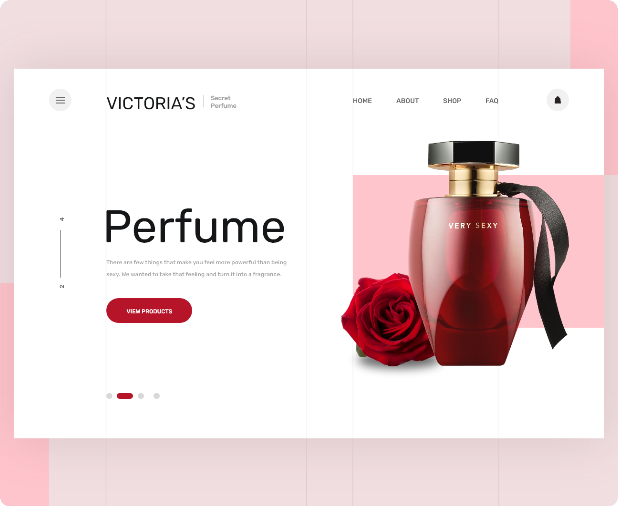 VICTORIA'S
Secret
Perfume
HOME ABOUT SHOP FAQ
VERY SEXY
4
2
Perfume
There are few things that make you feel more powerful than being
sexy. We wanted to take that feeling and turn it into a fragrance.
VIEW PRODUCTS